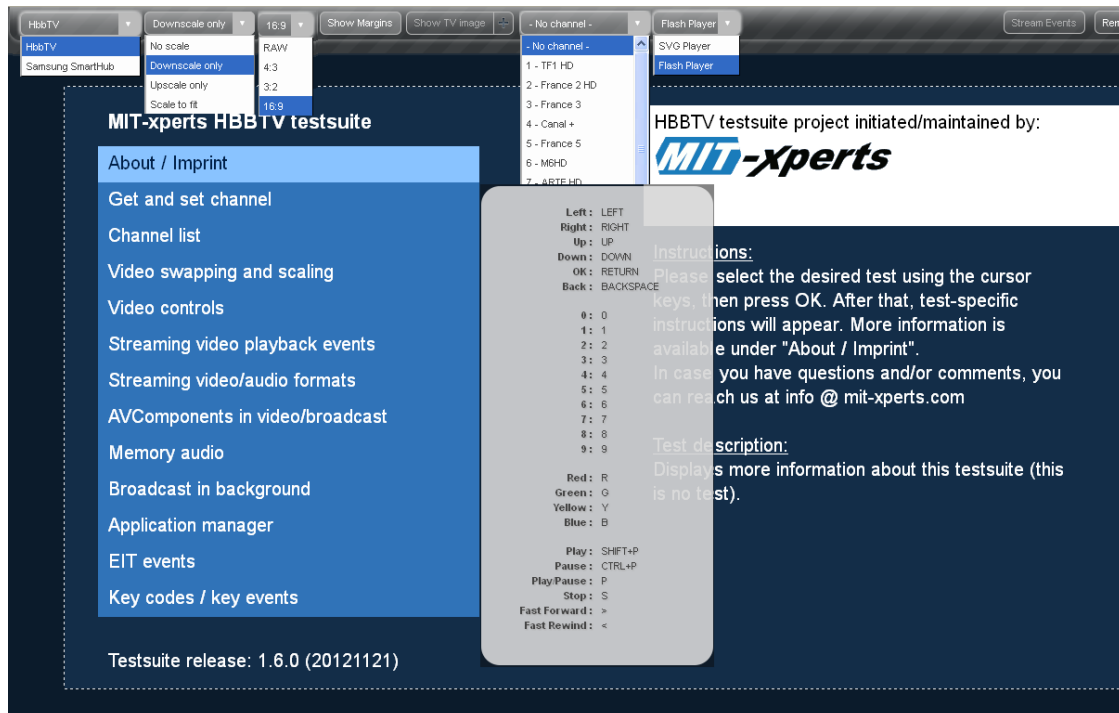 HbbTV
Downscale only
16:9
Show Margins
Show TV image
- No channel -
Flash Player
Stream Events
HbbTV
Samsung SmartHub
No scale
Downscale only
Upscale only
Scale to fit
RAW
4:3
3:2
16:9
- No channel -
1 - TF1 HD
2 - France 2 HD
3 - France 3
4 - Canal +
5 - France 5
6 - M6HD
7 - ARTE HD
SVG Player
Flash Player
MIT-xperts HBBTV testsuite
About / Imprint
Get and set channel
Channel list
Video swapping and scaling
Video controls
Streaming video playback events
Streaming video/audio formats
AVComponents in video/broadcast
Memory audio
Broadcast in background
Application manager
EIT events
Key codes / key events
Testsuite release: 1.6.0 (20121121)
Left : LEFT
Right : RIGHT
Up : UP
Down : DOWN
OK : RETURN
Back : BACKSPACE
0 : 0
1 : 1
2 : 2
3 : 3
4 : 4
5 : 5
6 : 6
7 : 7
8 : 8
9 : 9
Red : R
Green : G
Yellow : Y
Blue : B
Play : SHIFT+P
Pause : CTRL+P
Play/Pause : P
Stop : S
Fast Forward : >
Fast Rewind : <
HBBTV testsuite project initiated/maintained by:
MIT-xperts
Instructions:
Please select the desired test using the cursor
keys, then press OK. After that, test-specific
instructions will appear. More information is
available under "About / Imprint".
In case you have questions and/or comments, you
can reach us at info @ mit-xperts.com
Test description:
Displays more information about this testsuite (this
is no test).